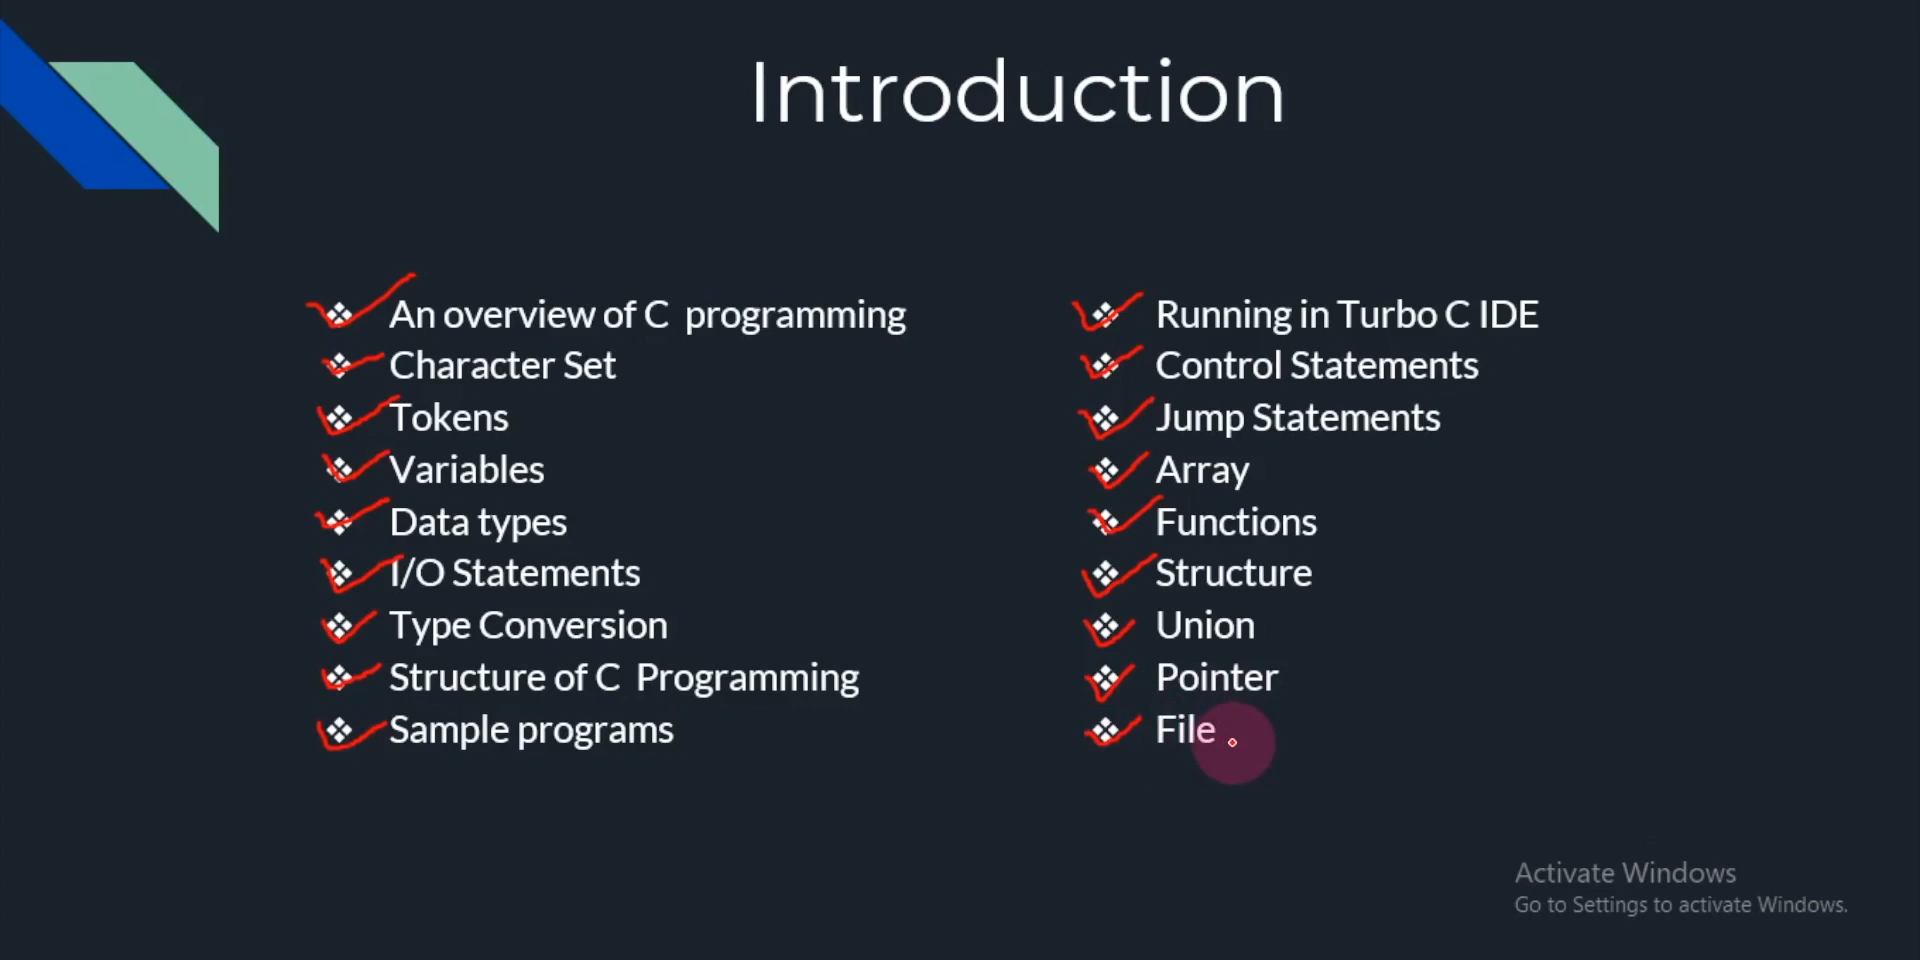 Introduction
An overview of C programming
Character Set
Tokens
Variables
Data types
I/O Statements
Type Conversion
Structure of C Programming
Sample programs
Running in Turbo C IDE
Control Statements
Jump Statements
Array
Functions
Structure
Union
Pointer
File
Activate Windows
Go to Settings to activate Windows.